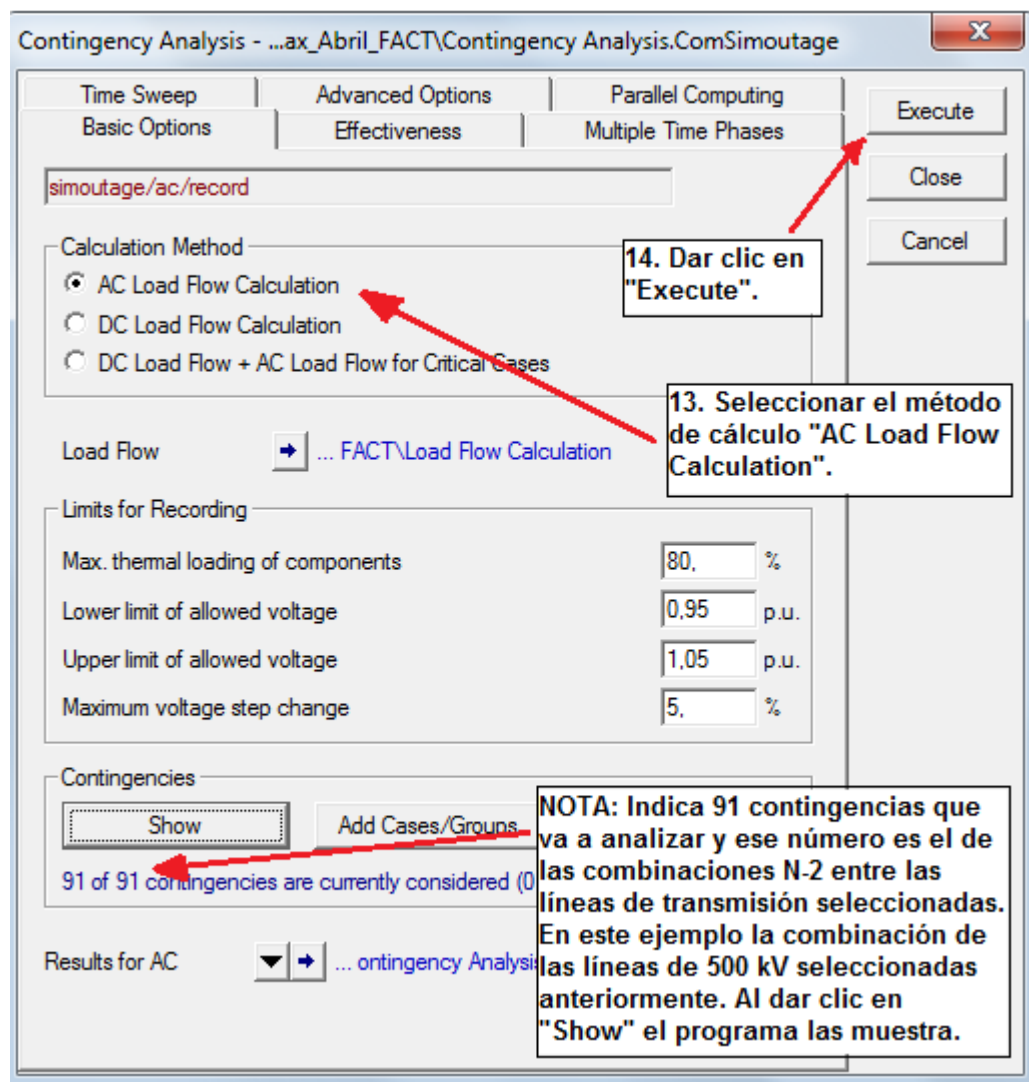 Contingency Analysis - ...ax_Abril_FACT\Contingency Analysis.ComSimoutage
Time Sweep
Advanced Options
Parallel Computing
Basic Options
Effectiveness
Multiple Time Phases
Execute
Close
Cancel
simoutage/ac/record
Calculation Method
AC Load Flow Calculation
DC Load Flow Calculation
DC Load Flow + AC Load Flow for Critical Cases
14. Dar clic en
"Execute".
13. Seleccionar el método
de cálculo "AC Load Flow
Calculation".
Load Flow
... FACT\Load Flow Calculation
Limits for Recording
Max. thermal loading of components
80,
%
Lower limit of allowed voltage
0,95
p.u.
Upper limit of allowed voltage
1,05
p.u.
Maximum voltage step change
5,
%
Contingencies
Show
Add Cases/Groups
91 of 91 contingencies are currently considered (0
NOTA: Indica 91 contingencias que
va a analizar y ese número es el de
las combinaciones N-2 entre las
líneas de transmisión seleccionadas.
En este ejemplo la combinación de
las líneas de 500 kV seleccionadas
anteriormente. Al dar clic en
"Show" el programa las muestra.
Results for AC
... ontingency Analysis